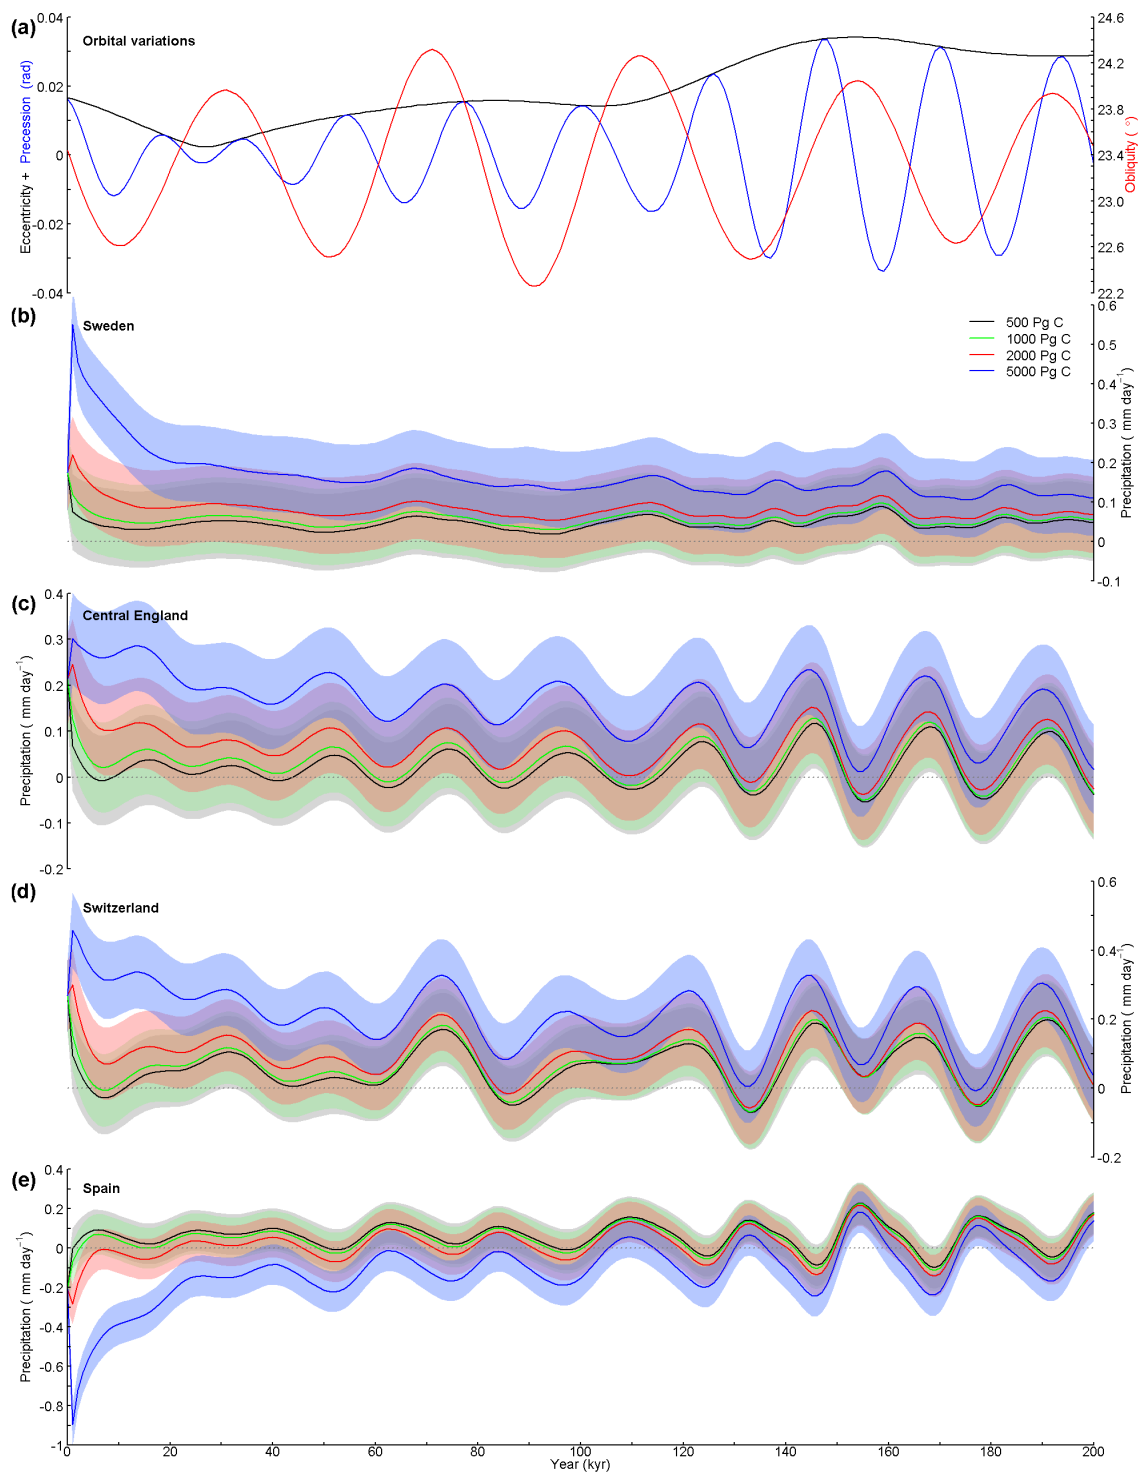 (a)
Orbital variations
0.04
0.02
0
-0.02
-0.04
Eccentricity + Precession (rad)
24.6
24.2
23.8
23.4
23.0
22.6
22.2
Obliquity ( °)
(b)
Sweden
500 Pg C
1000 Pg C
2000 Pg C
5000 Pg C
0.6
0.5
0.4
0.3
0.2
0.1
0
-0.1
Precipitation ( mm day⁻¹)
(c)
Central England
0.4
0.3
0.2
0.1
0
-0.1
-0.2
Precipitation ( mm day⁻¹)
(d)
Switzerland
0.6
0.4
0.2
0
-0.2
Precipitation ( mm day⁻¹)
(e)
Spain
0.4
0.2
0
-0.2
-0.4
-0.6
-0.8
-1
Precipitation ( mm day⁻¹)
0 20 40 60 80 100 120 140 160 180 200
Year (kyr)